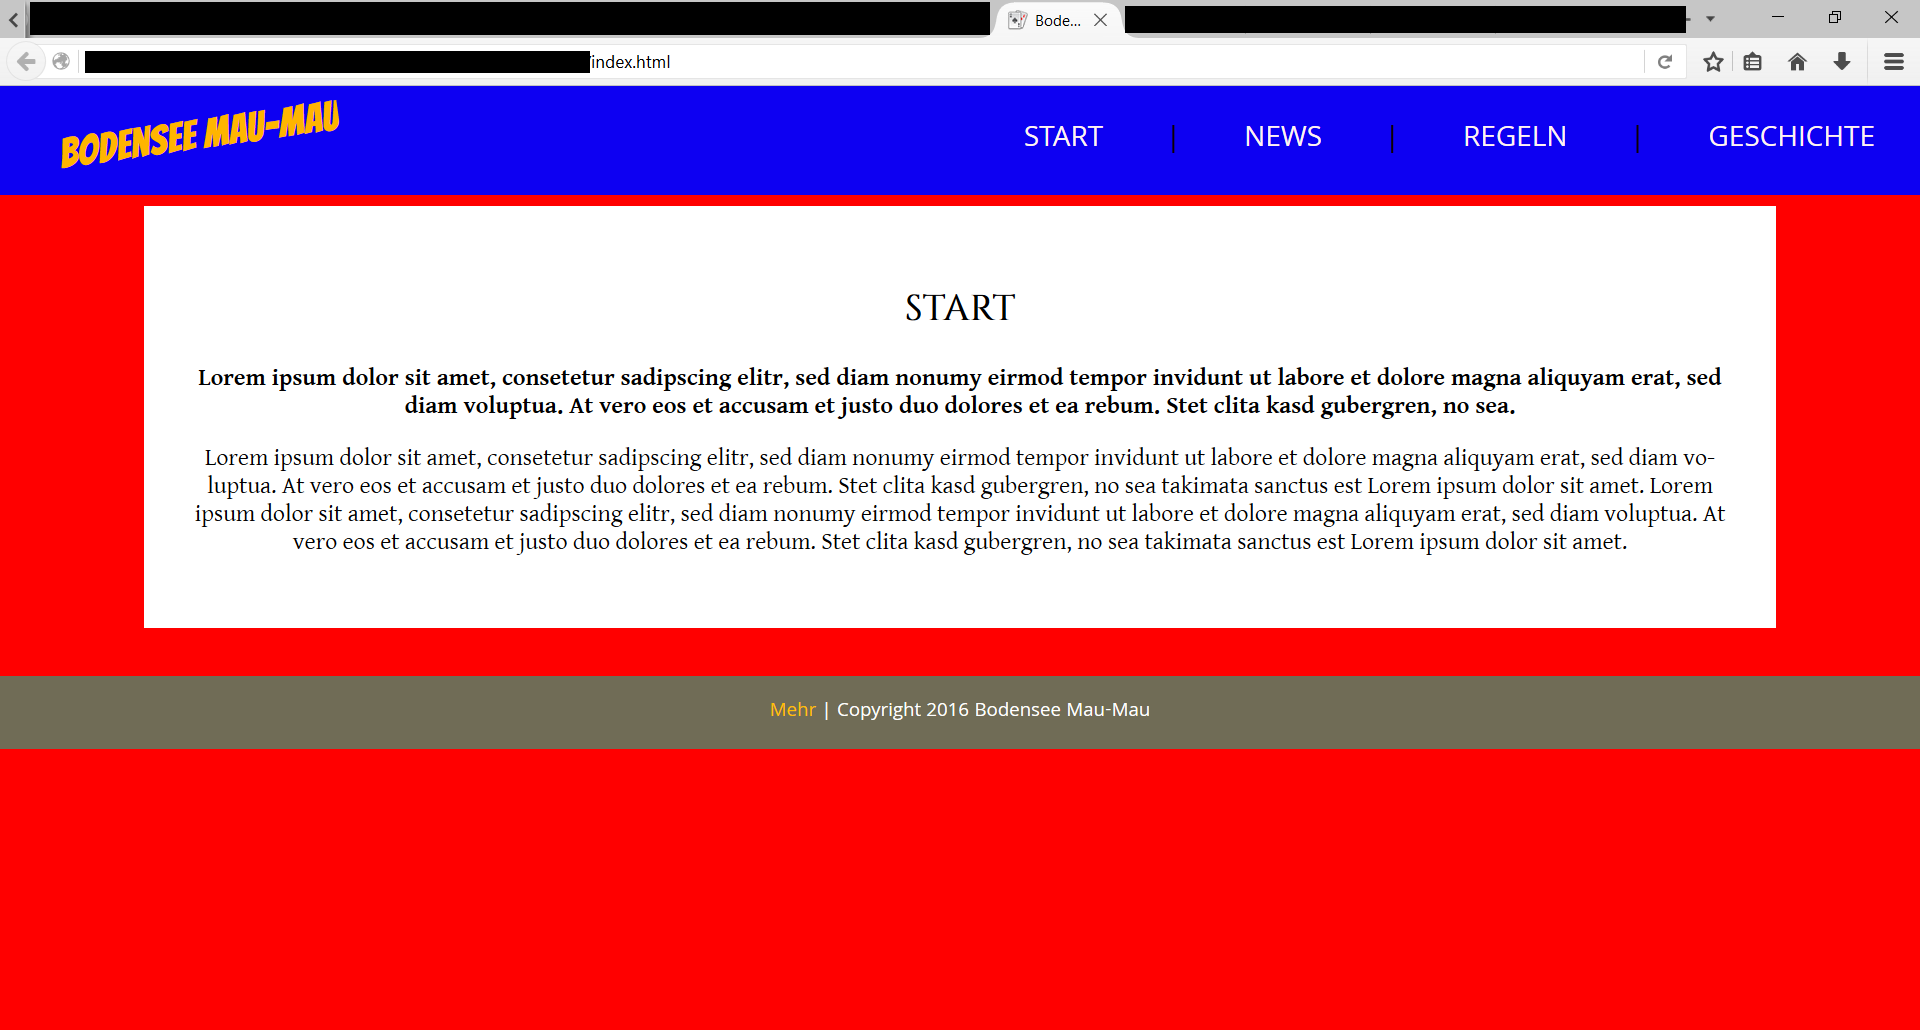 Bode...
index.html
BODENSEE MAU-MAU
START | NEWS | REGELN | GESCHICHTE
START
Lorem ipsum dolor sit amet, consetetur sadipscing elitr, sed diam nonumy eirmod tempor invidunt ut labore et dolore magna aliquyam erat, sed
diam voluptua. At vero eos et accusam et justo duo dolores et ea rebum. Stet clita kasd gubergren, no sea.
Lorem ipsum dolor sit amet, consetetur sadipscing elitr, sed diam nonumy eirmod tempor invidunt ut labore et dolore magna aliquyam erat, sed diam vo-
luptua. At vero eos et accusam et justo duo dolores et ea rebum. Stet clita kasd gubergren, no sea takimata sanctus est Lorem ipsum dolor sit amet. Lorem
ipsum dolor sit amet, consetetur sadipscing elitr, sed diam nonumy eirmod tempor invidunt ut labore et dolore magna aliquyam erat, sed diam voluptua. At
vero eos et accusam et justo duo dolores et ea rebum. Stet clita kasd gubergren, no sea takimata sanctus est Lorem ipsum dolor sit amet.
Mehr | Copyright 2016 Bodensee Mau-Mau